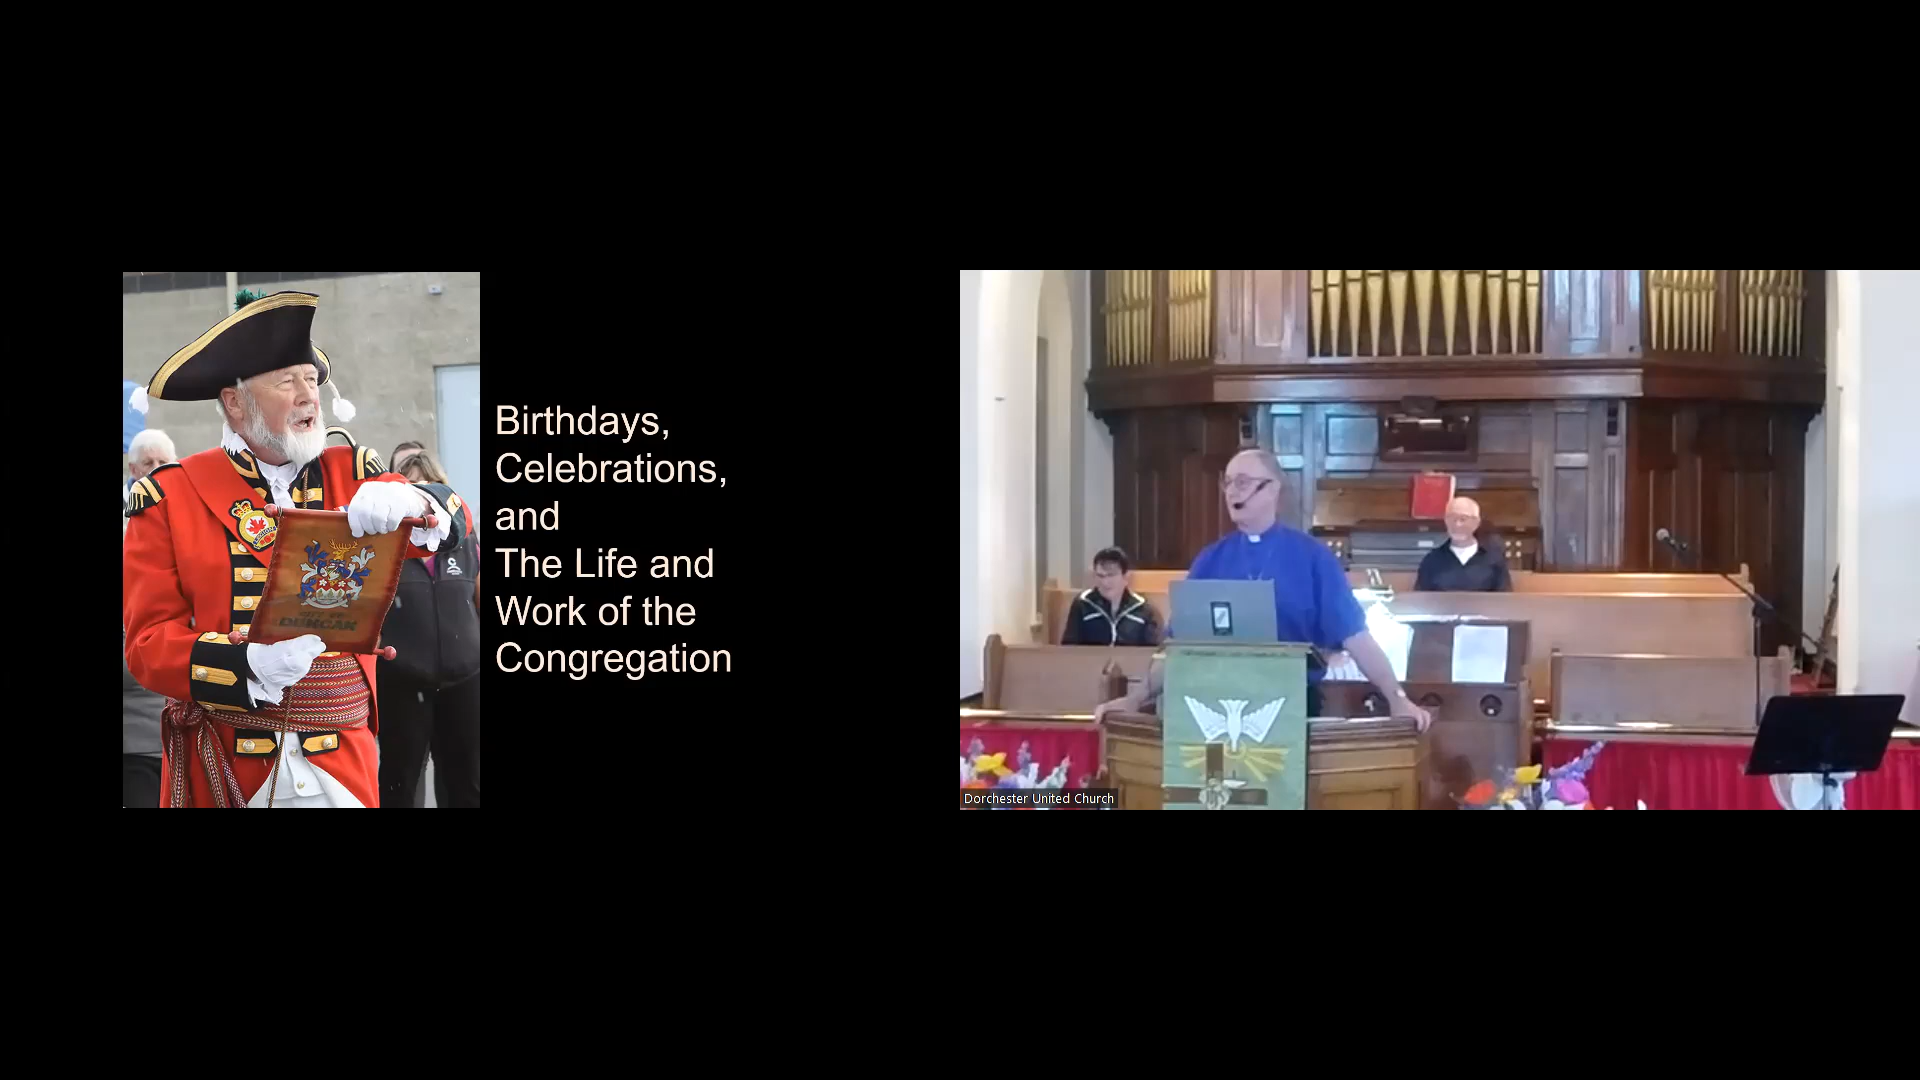 Birthdays,
Celebrations,
and
The Life and
Work of the
Congregation
DUNCAN
Dorchester United Church